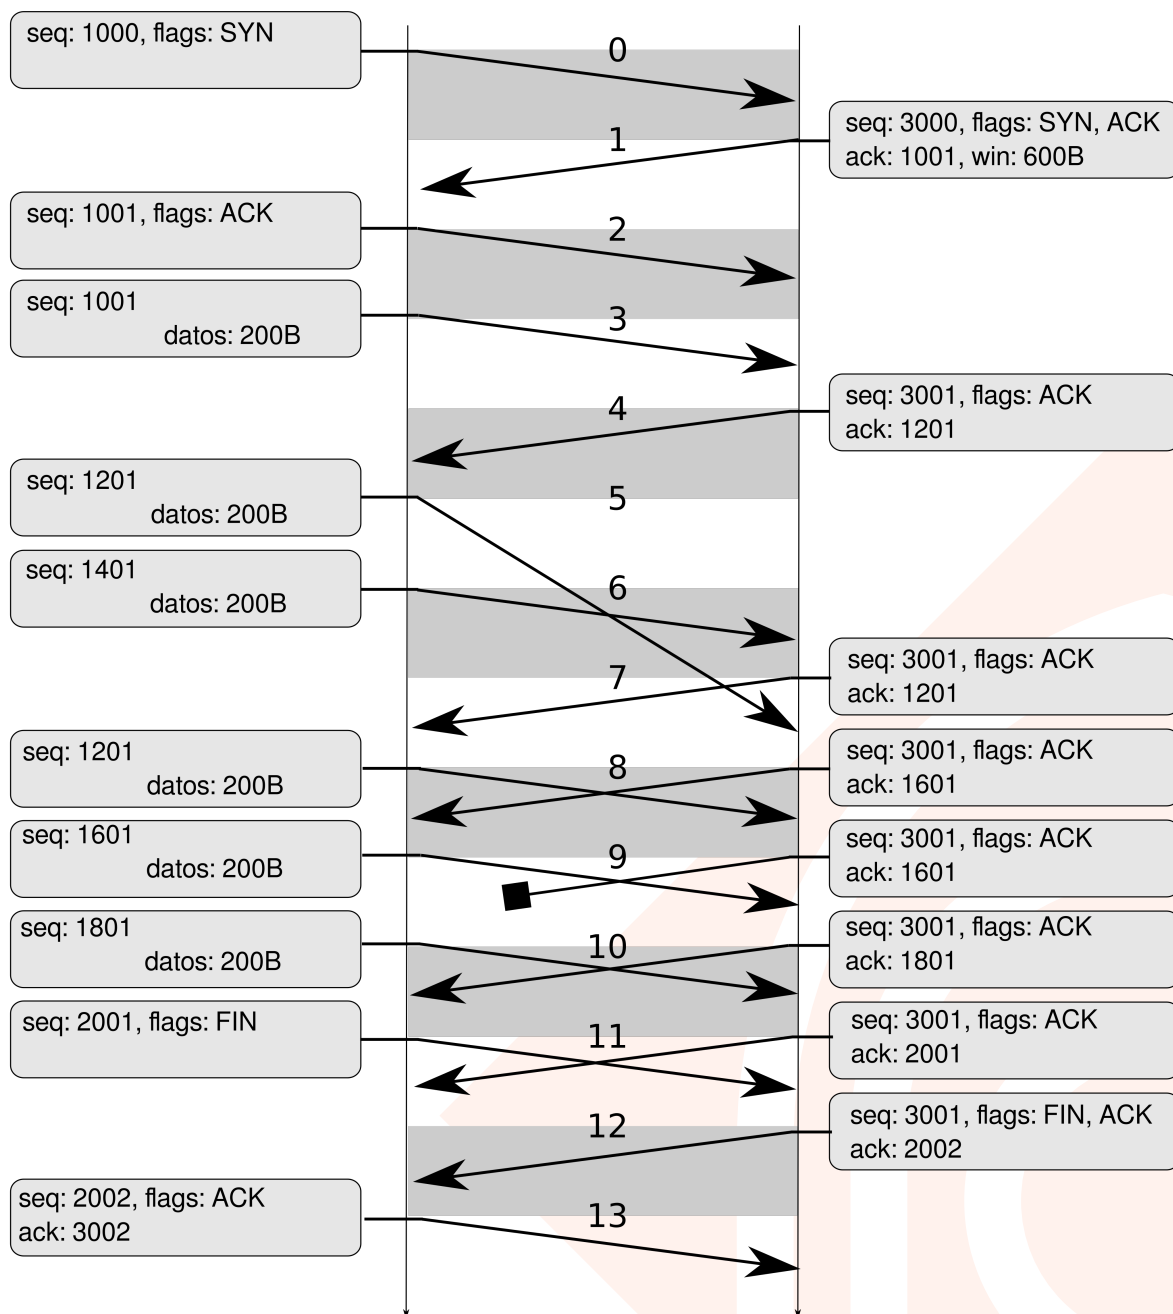 seq: 1000, flags: SYN
0
1
seq: 3000, flags: SYN, ACK
ack: 1001, win: 600B
seq: 1001, flags: ACK
2
seq: 1001
datos: 200B
3
4
seq: 3001, flags: ACK
ack: 1201
seq: 1201
datos: 200B
5
seq: 1401
datos: 200B
6
7
seq: 3001, flags: ACK
ack: 1201
seq: 1201
datos: 200B
8
seq: 3001, flags: ACK
ack: 1601
seq: 1601
datos: 200B
9
seq: 3001, flags: ACK
ack: 1601
seq: 1801
datos: 200B
10
seq: 3001, flags: ACK
ack: 1801
seq: 2001, flags: FIN
11
seq: 3001, flags: ACK
ack: 2001
12
seq: 3001, flags: FIN, ACK
ack: 2002
seq: 2002, flags: ACK
ack: 3002
13